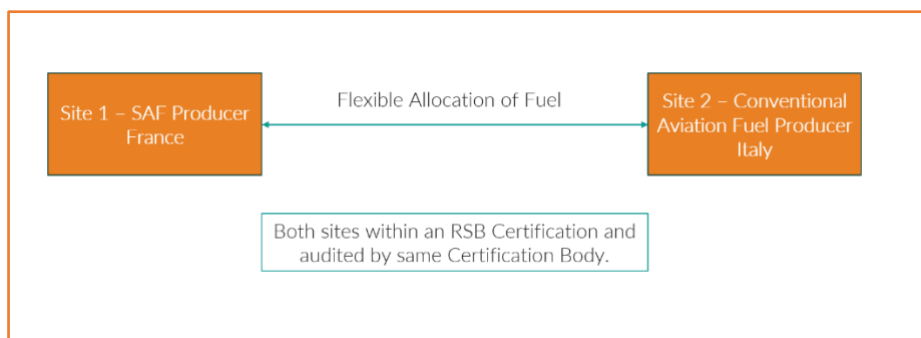 Site 1 – SAF Producer
France
Flexible Allocation of Fuel
Site 2 – Conventional
Aviation Fuel Producer
Italy
Both sites within an RSB Certification and
audited by same Certification Body.